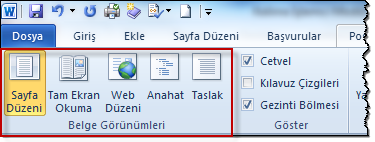 Dosya Giriş Ekle Sayfa Düzeni Başvurular
Sayfa Düzeni
Tam Ekran Okuma
Web Düzeni
Anahat
Taslak
Belge Görünümleri
Cetvel
Kılavuz Çizgileri
Gezinti Bölmesi
Göster